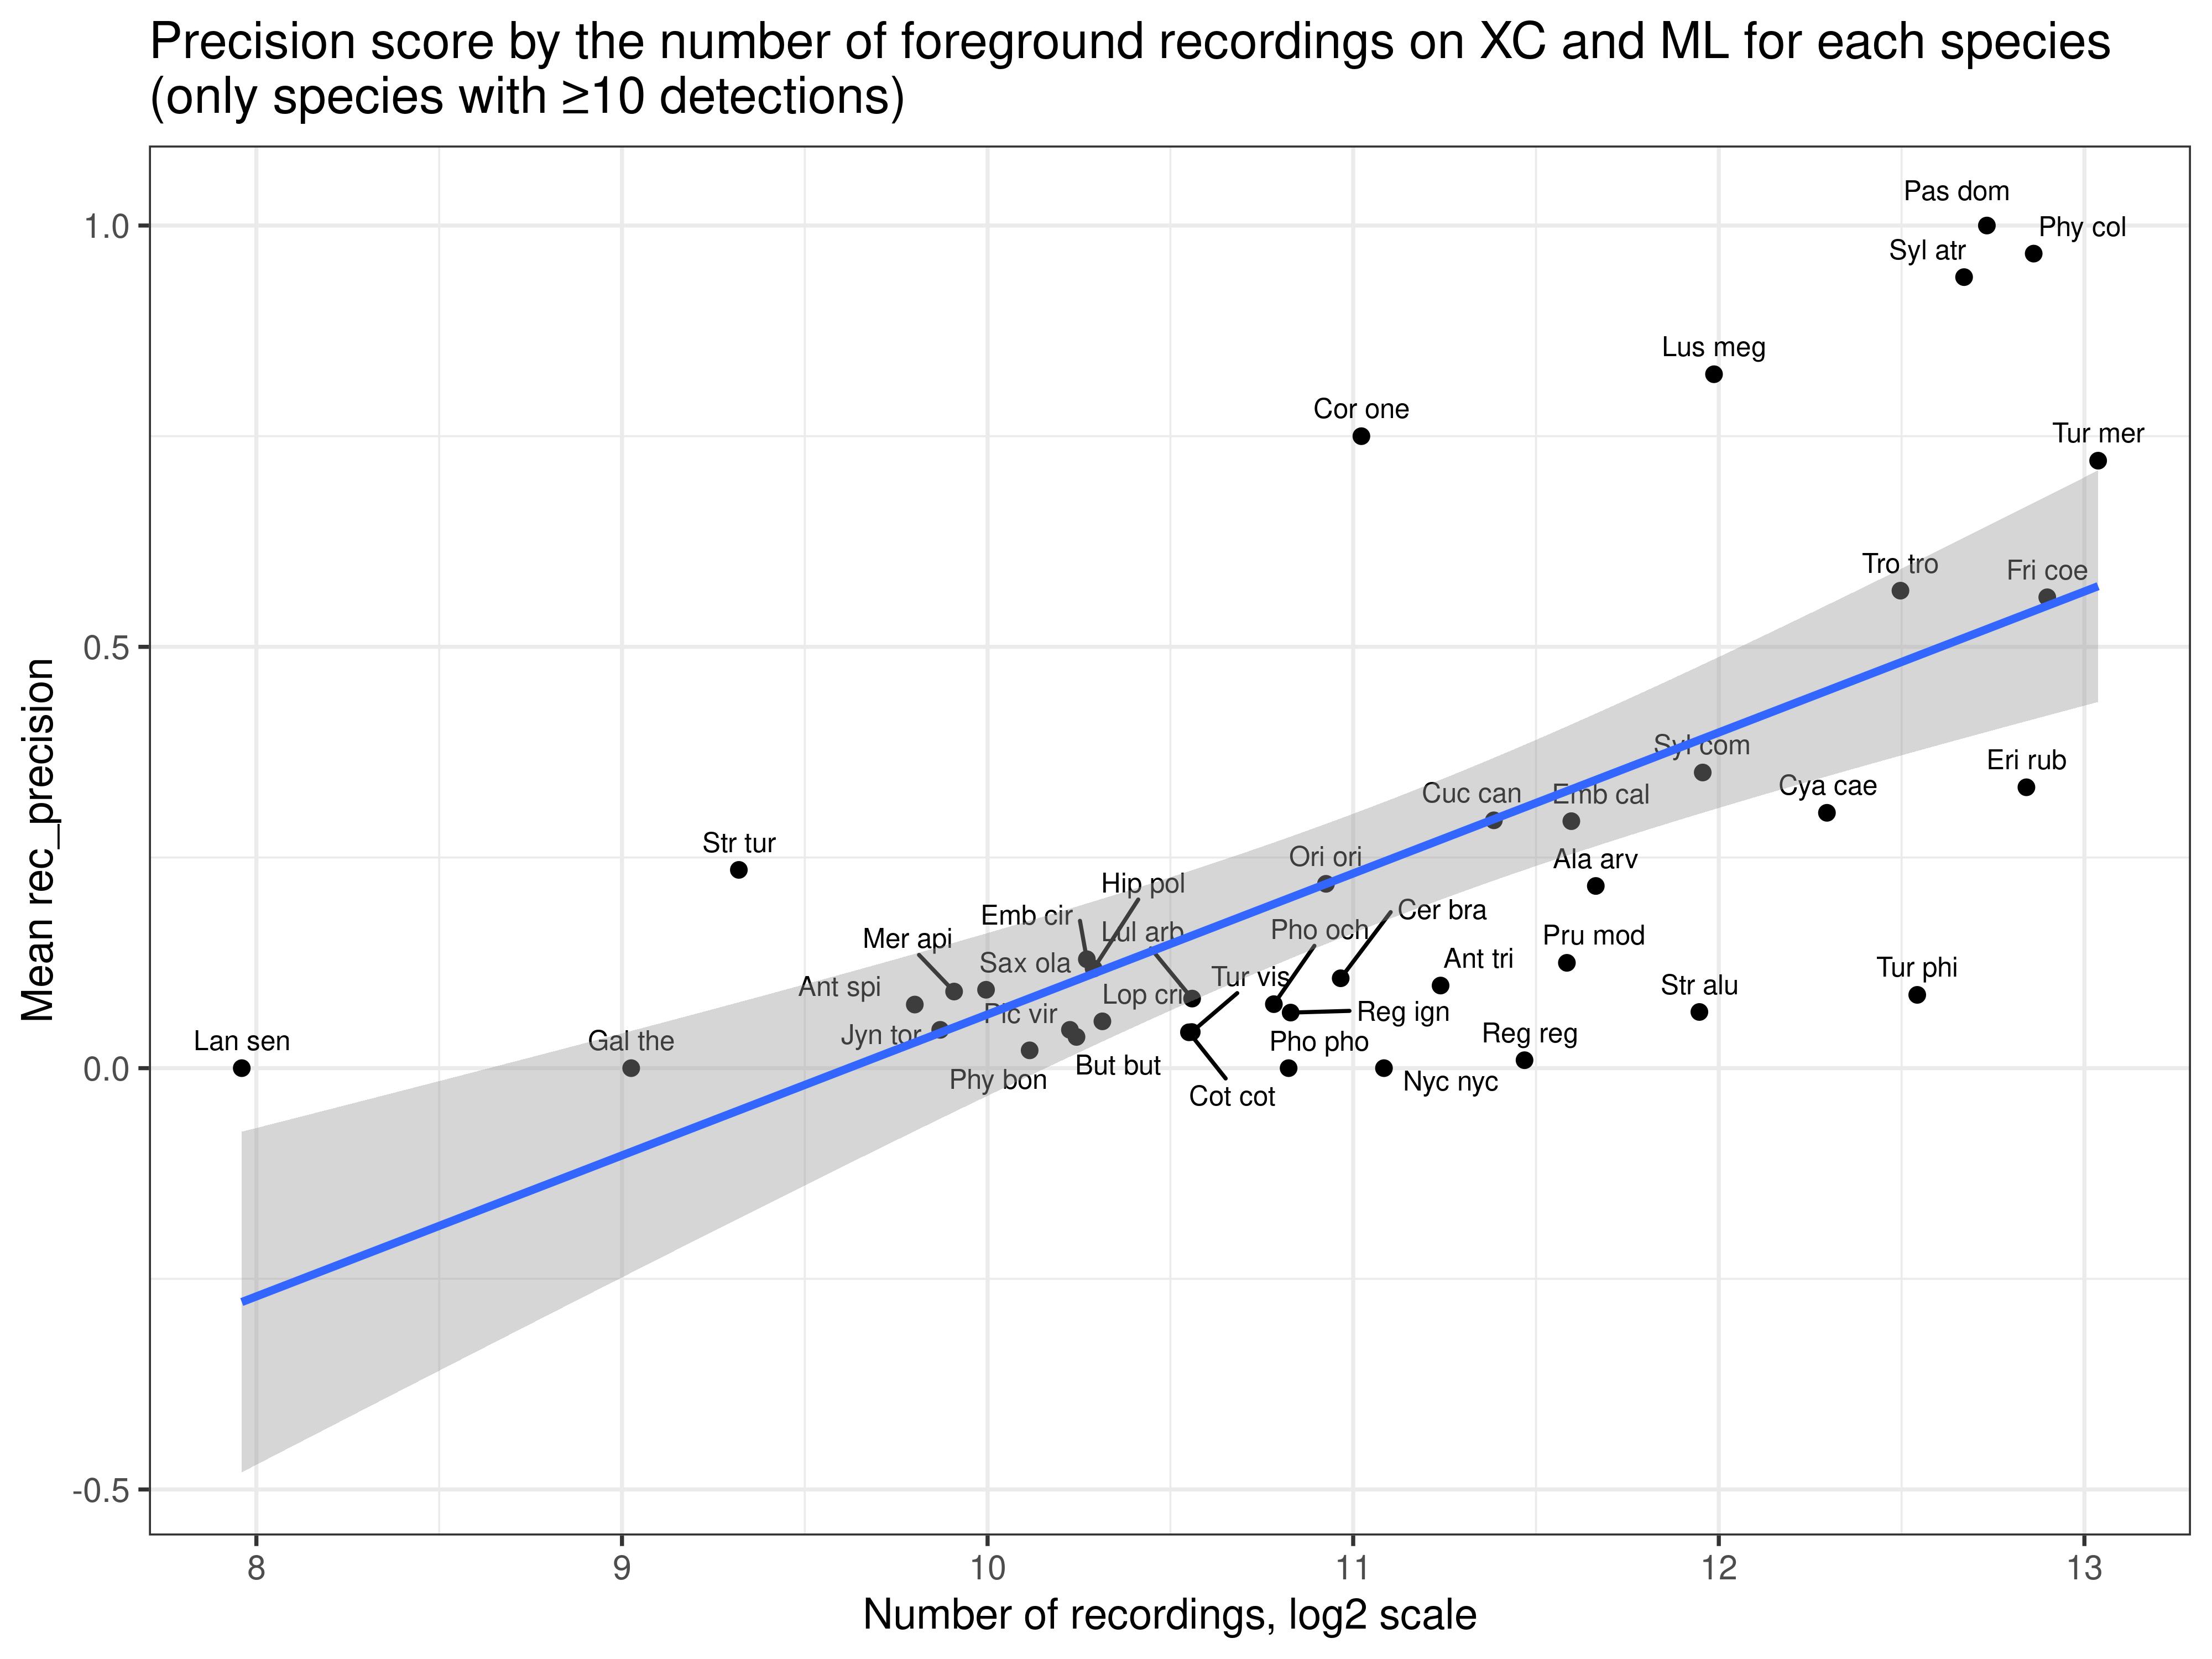 Precision score by the number of foreground recordings on XC and ML for each species
(only species with ≥10 detections)
Pas dom
1.0
Phy col
Syl atr
Lus meg
Cor one
Tur mer
Tro tro
Fri coe
0.5
Syl com
Eri rub
Cya cae
Cuc can
Emb cal
Str tur
Ori ori
Ala arv
Hip pol
Emb cir
Cer bra
Mer api
Lul arb
Pho och
Pru mod
Sax ola
Ant tri
Tur phi
Tur vis
Ant spi
Lop cri
Str alu
Pic vir
Reg ign
Jyn tor
Reg reg
Lan sen
Gal the
Pho pho
0.0
But but
Phy bon
Nyc nyc
Cot cot
-0.5
Mean rec_precision
8
9
10
11
12
13
Number of recordings, log2 scale